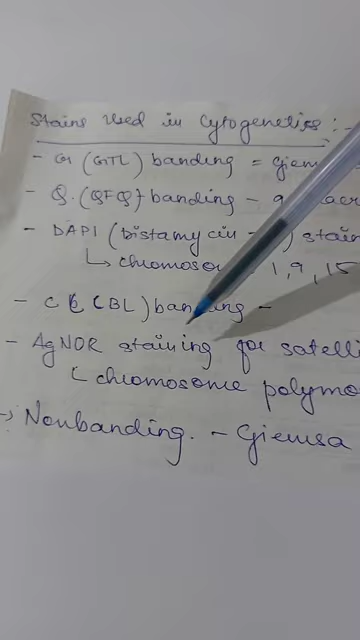 Stains Used in Cytogenetics :-
- G (GTL) banding = Giem
- Q. (QFQ) banding - q acr
- DAPI (Distamycin - ) stain
↳ chromoso 1, 9, 15
- C (CBL) banding -
- AgNOR staining for satelli
↳ chromosome polymo
-> Nonbanding. - Giemsa